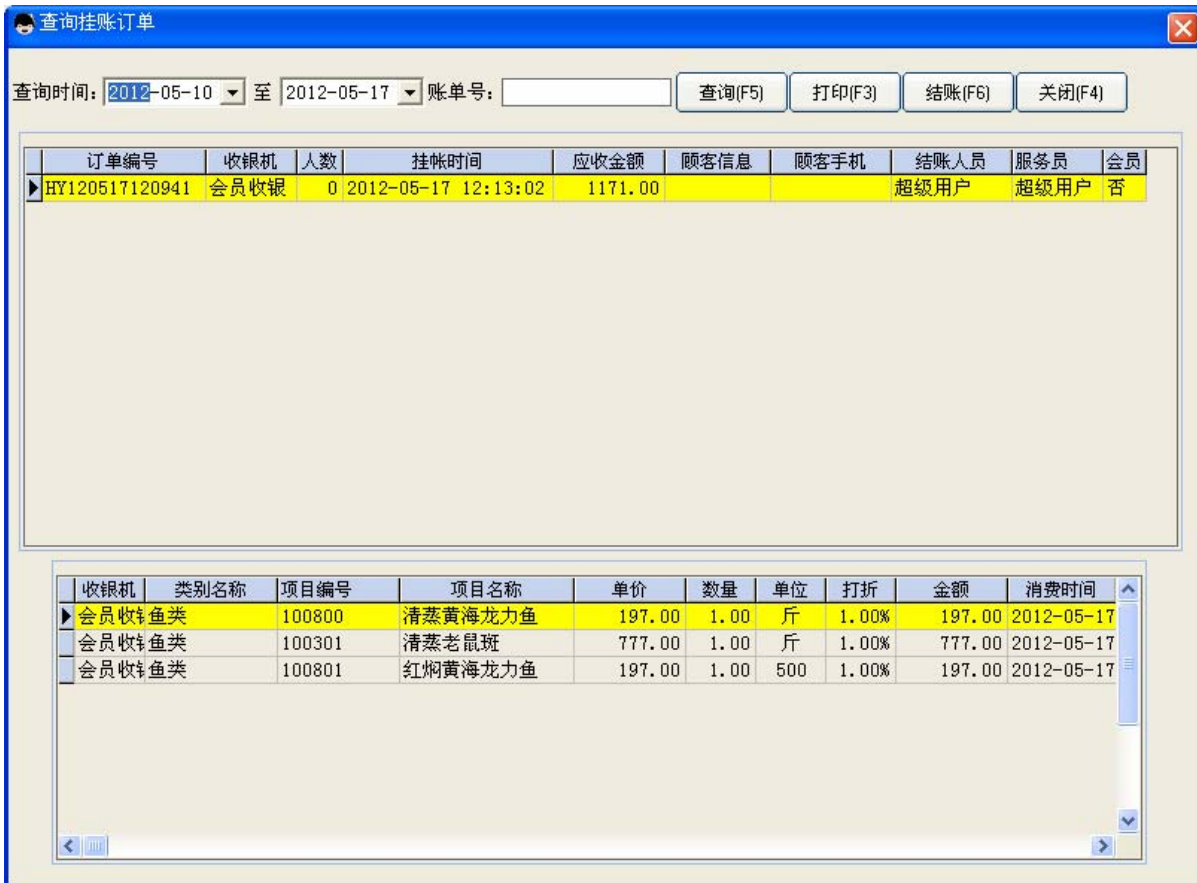 查询挂账订单
查询时间: 2012-05-10 至 2012-05-17 账单号: 查询(F5) 打印(F3) 结账(F6) 关闭(F4)
订单编号 收银机 人数 挂帐时间 应收金额 顾客信息 顾客手机 结账人员 服务员 会员
HY120517120941 会员收银 0 2012-05-17 12:13:02 1171.00 超级用户 超级用户 否
收银机 类别名称 项目编号 项目名称 单价 数量 单位 打折 金额 消费时间
会员收 鱼类 100800 清蒸黄海龙力鱼 197.00 1.00 斤 1.00% 197.00 2012-05-17
会员收 鱼类 100301 清蒸老鼠斑 777.00 1.00 斤 1.00% 777.00 2012-05-17
会员收 鱼类 100801 红焖黄海龙力鱼 197.00 1.00 500 1.00% 197.00 2012-05-17